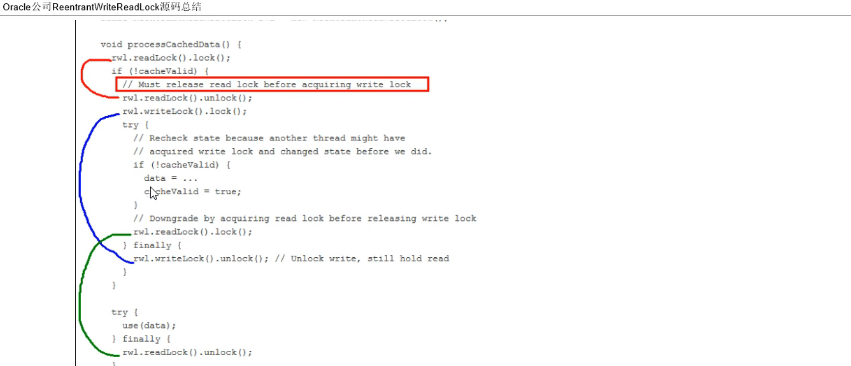 Oracle公司ReentrantWriteReadLock源码总结
void processCachedData() {
rwl.readLock().lock();
if (!cacheValid) {
// Must release read lock before acquiring write lock
rwl.readLock().unlock();
rwl.writeLock().lock();
try {
// Recheck state because another thread might have
// acquired write lock and changed state before we did.
if (!cacheValid) {
data = ...
cacheValid = true;
}
// Downgrade by acquiring read lock before releasing write lock
rwl.readLock().lock();
} finally {
rwl.writeLock().unlock(); // Unlock write, still hold read
}
}
try {
use(data);
} finally {
rwl.readLock().unlock();
}